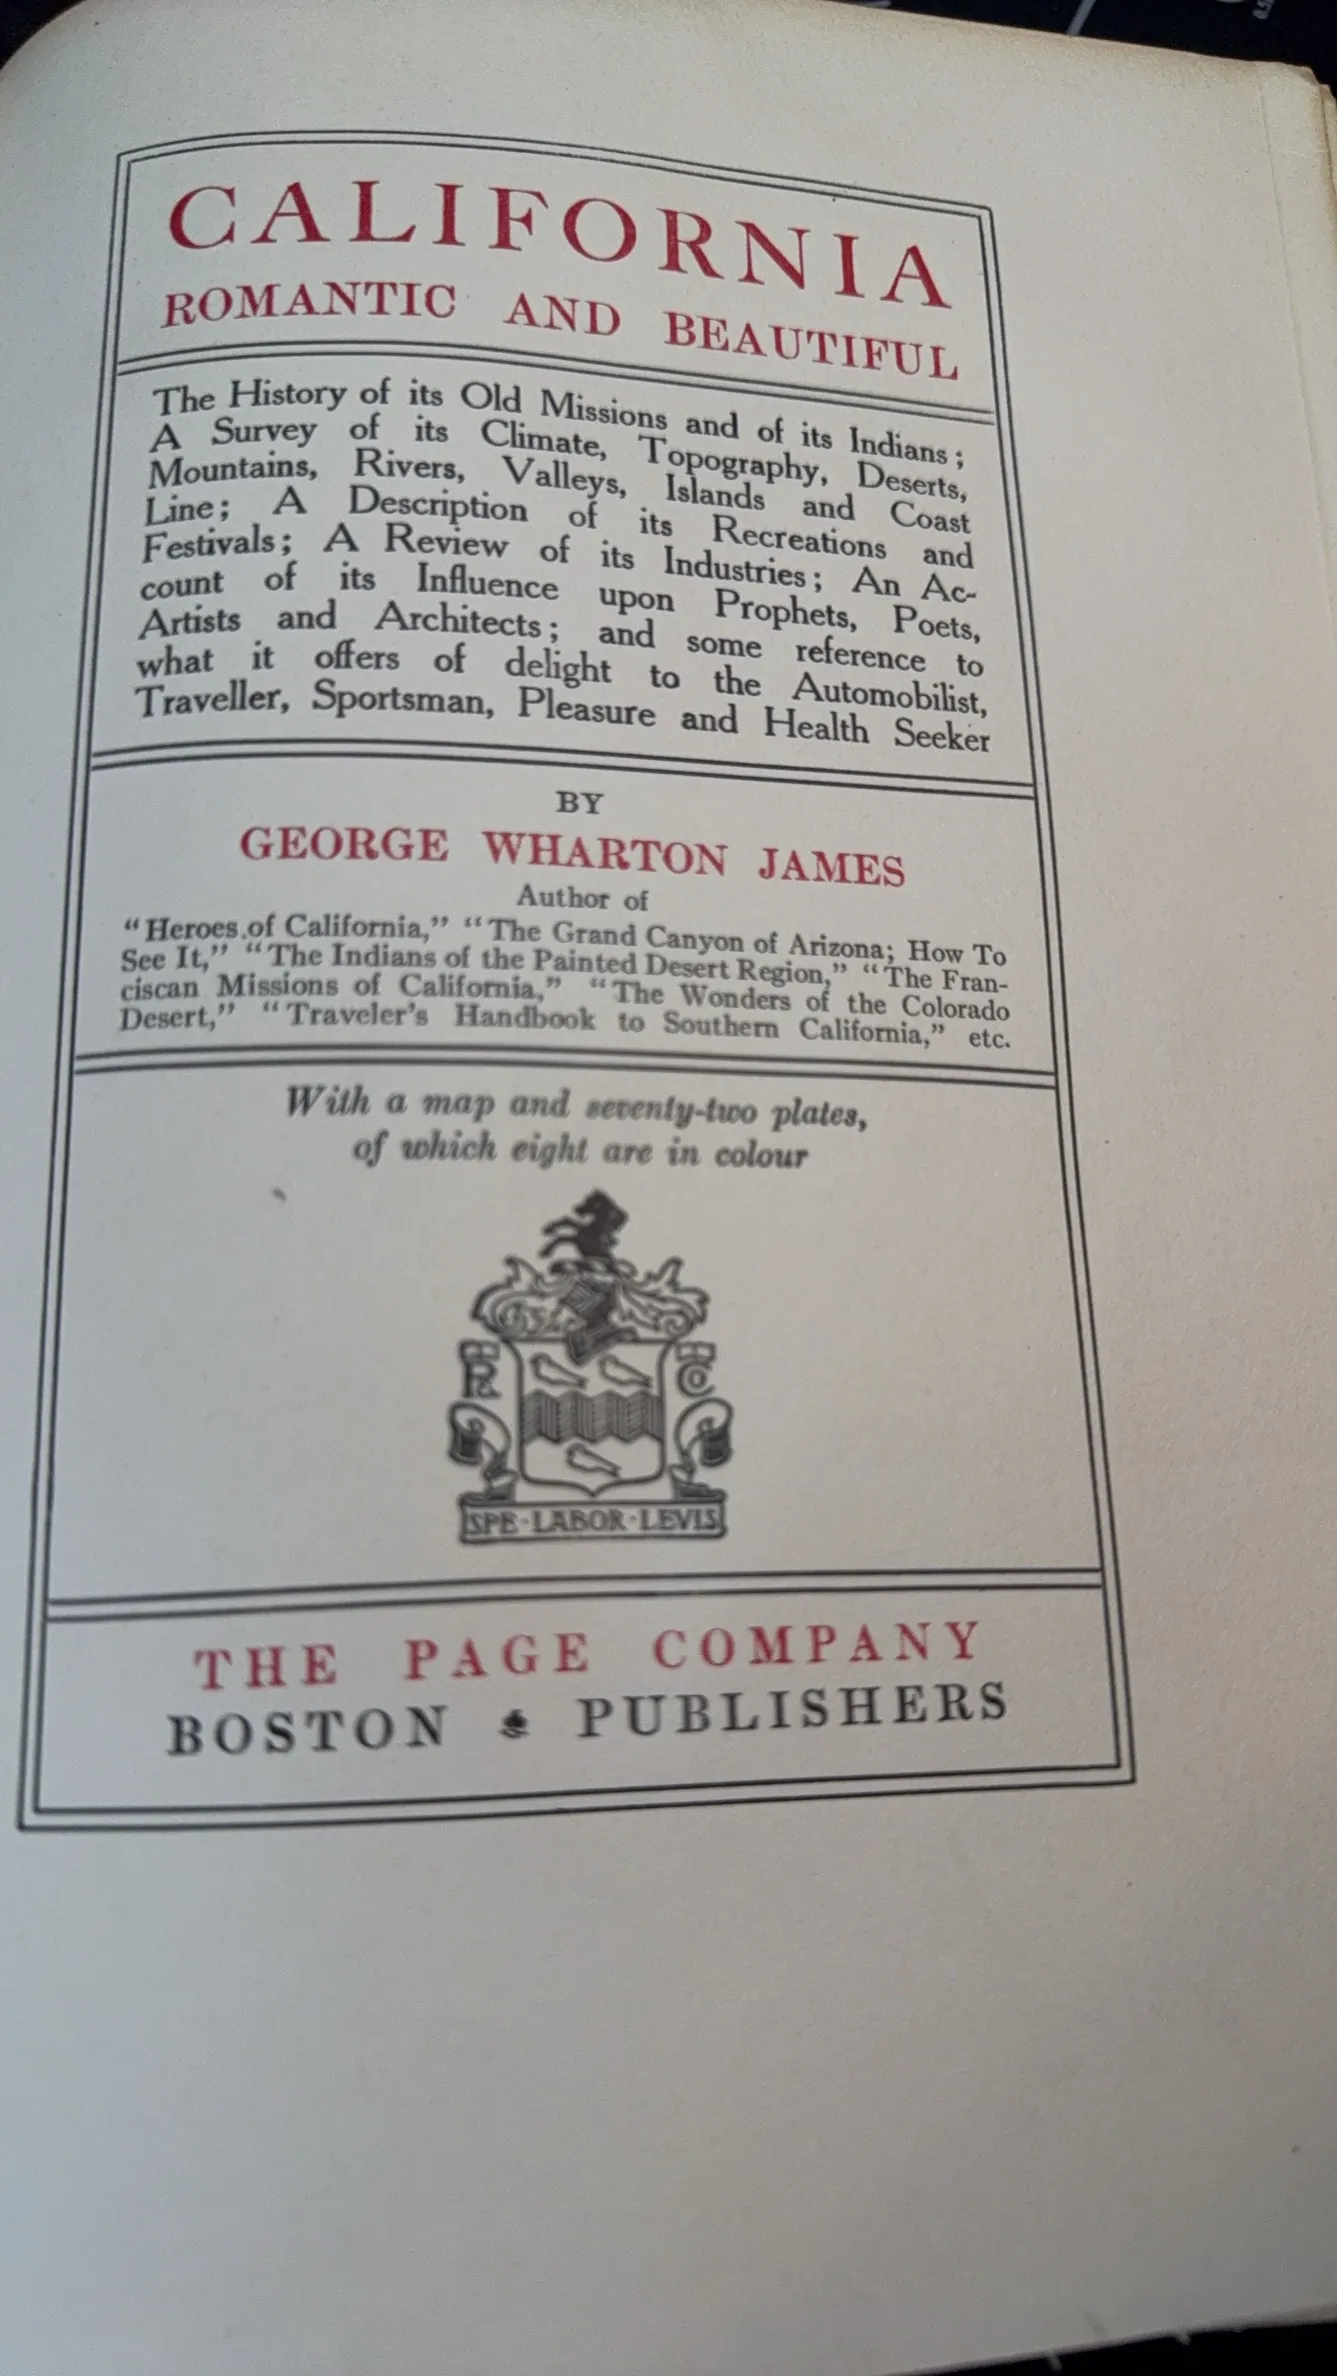 CALIFORNIA
ROMANTIC AND BEAUTIFUL
The History of its Old Missions and of its Indians;
A Survey of its Climate, Topography, Deserts,
Mountains, Rivers, Valleys, Islands and Coast
Line; A Description of its Recreations and
Festivals; A Review of its Industries; An Ac-
count of its Influence upon Prophets, Poets,
Artists and Architects; and some reference to
what it offers of delight to the Automobilist,
Traveller, Sportsman, Pleasure and Health Seeker
BY
GEORGE WHARTON JAMES
Author of
"Heroes of California," "The Grand Canyon of Arizona; How To
See It," "The Indians of the Painted Desert Region," "The Fran-
ciscan Missions of California," "The Wonders of the Colorado
Desert," "Traveler's Handbook to Southern California," etc.
With a map and seventy-two plates,
of which eight are in colour
SPE · LABOR · LEVIS
THE PAGE COMPANY
BOSTON PUBLISHERS